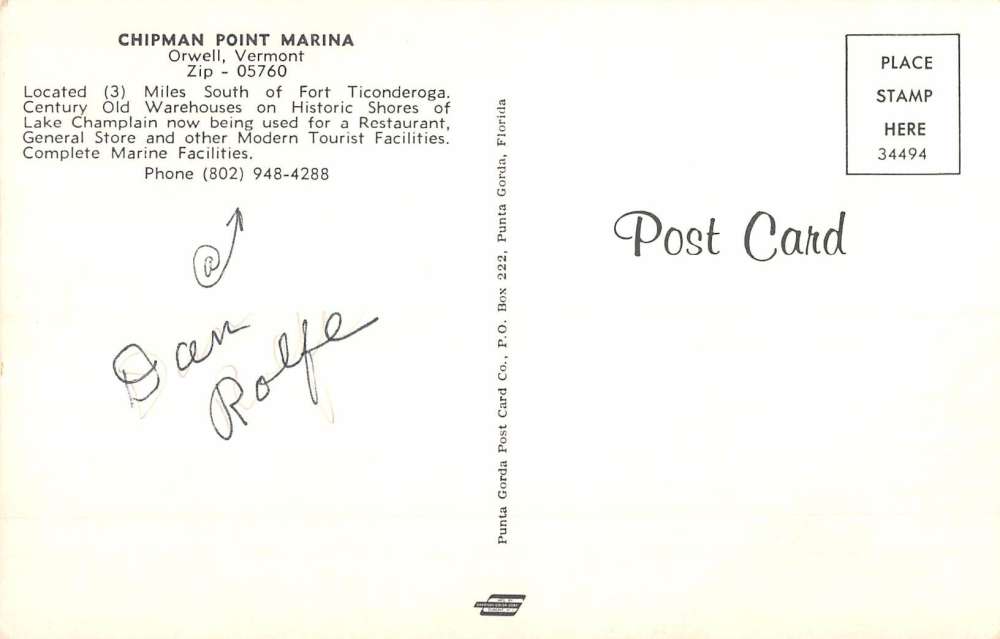 CHIPMAN POINT MARINA
Orwell, Vermont
Zip - 05760
Located (3) Miles South of Fort Ticonderoga.
Century Old Warehouses on Historic Shores of
Lake Champlain now being used for a Restaurant,
General Store and other Modern Tourist Facilities.
Complete Marine Facilities.
Phone (802) 948-4288
@
Dan
Rolfe
Punta Gorda Post Card Co., P.O. Box 222, Punta Gorda, Florida
PLACE
STAMP
HERE
34494
Post Card